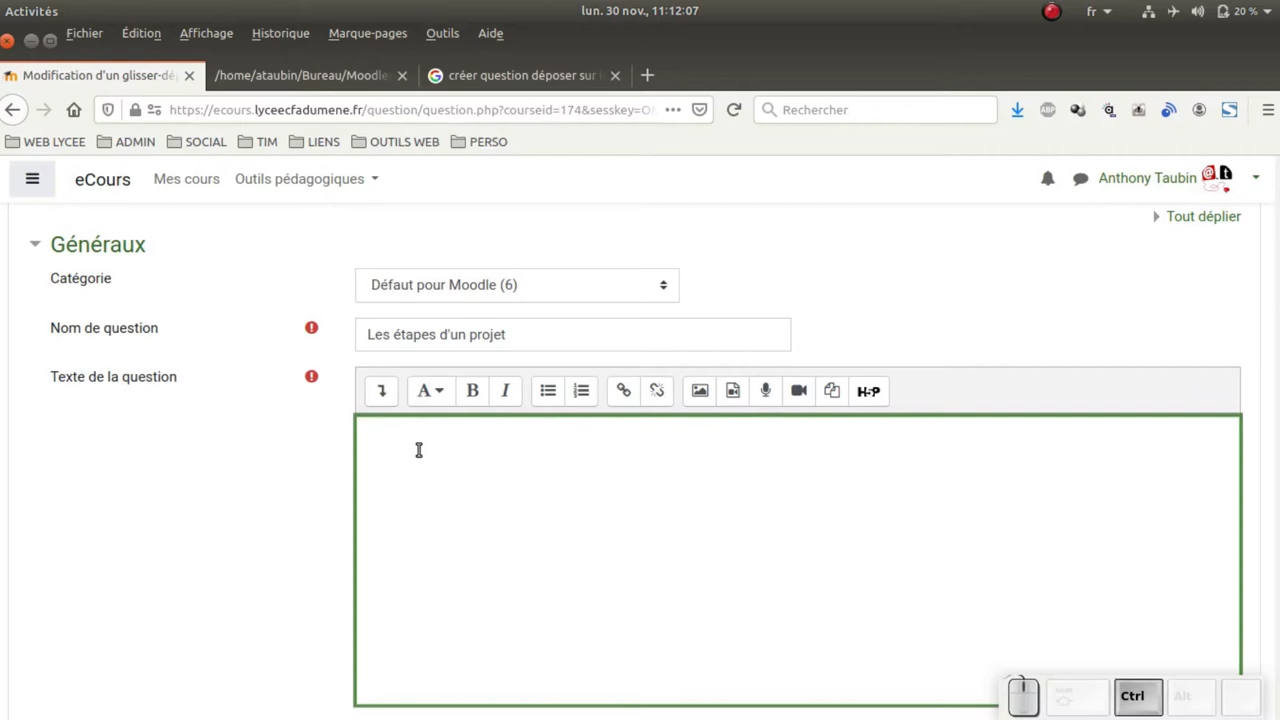 Activités
lun. 30 nov., 11:12:07
fr
20 %
Fichier Édition Affichage Historique Marque-pages Outils Aide
Modification d'un glisser-dé
/home/ataubin/Bureau/Moodle
créer question déposer sur
https://ecours.lyceecfadumene.fr/question/question.php?courseid=174&sesskey=O
Rechercher
WEB LYCEE ADMIN SOCIAL TIM LIENS OUTILS WEB PERSO
eCours Mes cours Outils pédagogiques
Anthony Taubin
Tout déplier
Généraux
Catégorie
Défaut pour Moodle (6)
Nom de question
Les étapes d'un projet
Texte de la question
A B I
H-P
Ctrl
Alt